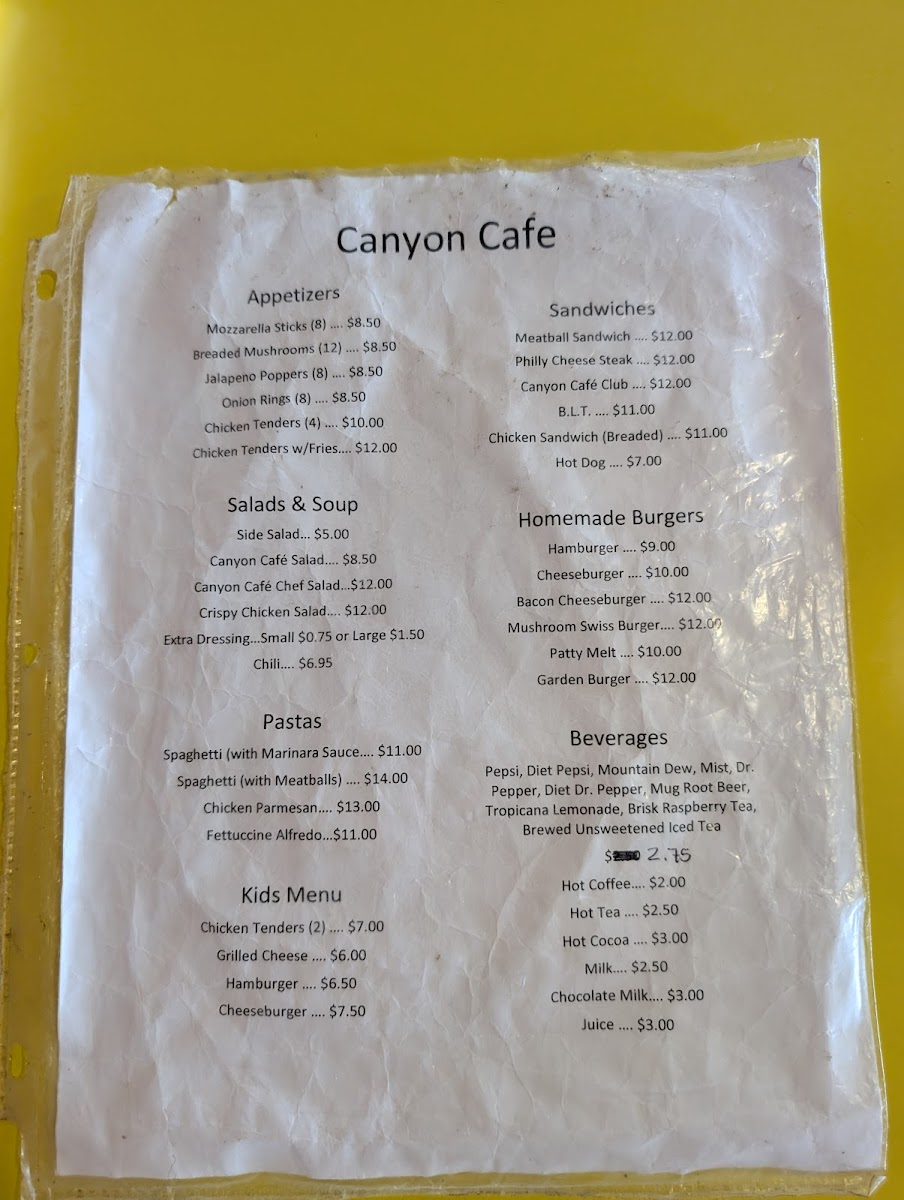 Canyon Cafe
Appetizers
Mozzarella Sticks (8) .... $8.50
Breaded Mushrooms (12) .... $8.50
Jalapeno Poppers (8) .... $8.50
Onion Rings (8) .... $8.50
Chicken Tenders (4) .... $10.00
Chicken Tenders w/Fries.... $12.00
Salads & Soup
Side Salad... $5.00
Canyon Café Salad.... $8.50
Canyon Café Chef Salad...$12.00
Crispy Chicken Salad.... $12.00
Extra Dressing...Small $0.75 or Large $1.50
Chili.... $6.95
Pastas
Spaghetti (with Marinara Sauce.... $11.00
Spaghetti (with Meatballs) .... $14.00
Chicken Parmesan.... $13.00
Fettuccine Alfredo...$11.00
Kids Menu
Chicken Tenders (2) .... $7.00
Grilled Cheese .... $6.00
Hamburger .... $6.50
Cheeseburger .... $7.50
Sandwiches
Meatball Sandwich .... $12.00
Philly Cheese Steak .... $12.00
Canyon Café Club .... $12.00
B.L.T. .... $11.00
Chicken Sandwich (Breaded) .... $11.00
Hot Dog .... $7.00
Homemade Burgers
Hamburger .... $9.00
Cheeseburger .... $10.00
Bacon Cheeseburger .... $12.00
Mushroom Swiss Burger.... $12.00
Patty Melt .... $10.00
Garden Burger .... $12.00
Beverages
Pepsi, Diet Pepsi, Mountain Dew, Mist, Dr.
Pepper, Diet Dr. Pepper, Mug Root Beer,
Tropicana Lemonade, Brisk Raspberry Tea,
Brewed Unsweetened Iced Tea
$2.50 2.75
Hot Coffee.... $2.00
Hot Tea .... $2.50
Hot Cocoa .... $3.00
Milk.... $2.50
Chocolate Milk.... $3.00
Juice .... $3.00